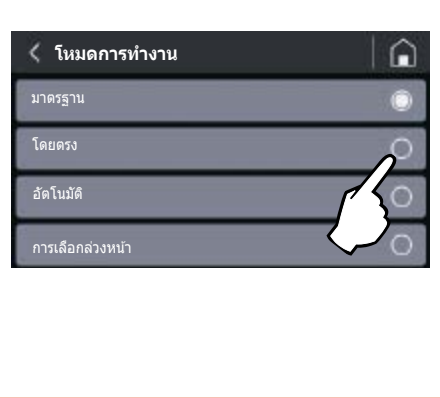 โหมดการทำงาน
มาตรฐาน
โดยตรง
อัตโนมัติ
การเลือกล่วงหน้า